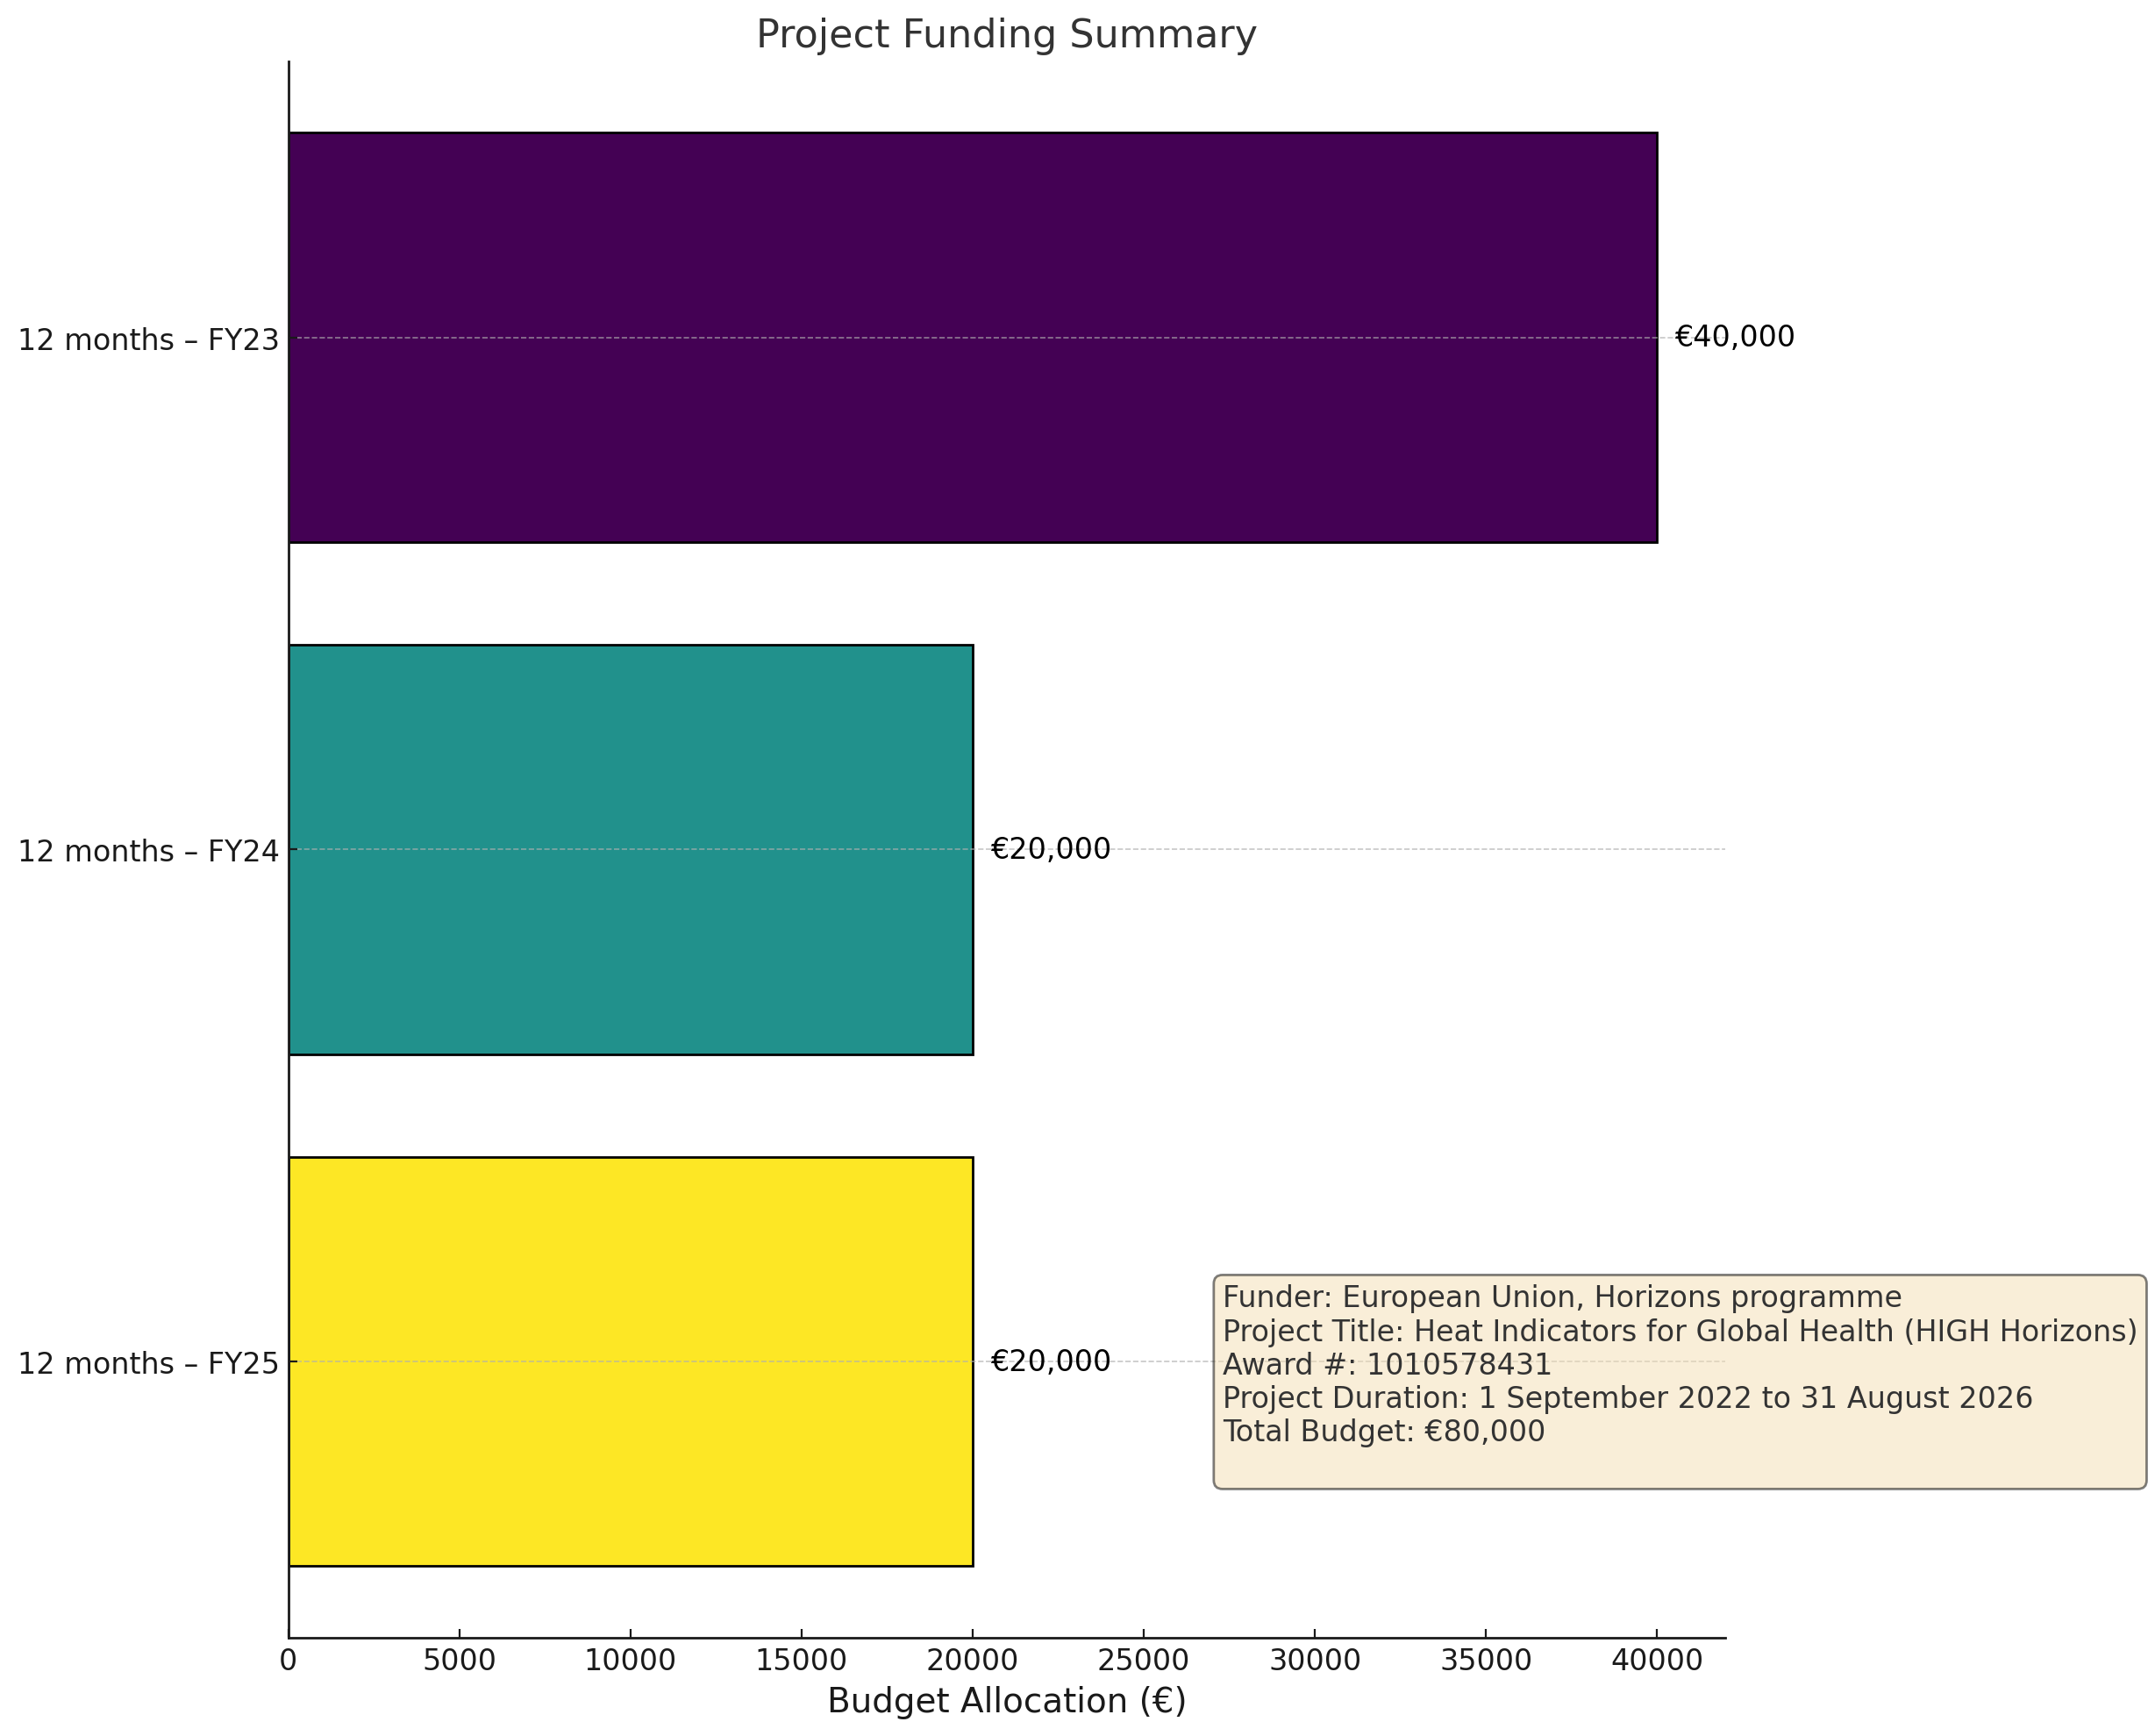 Project Funding Summary
12 months – FY23
€40,000
12 months – FY24
€20,000
12 months – FY25
€20,000
Funder: European Union, Horizons programme
Project Title: Heat Indicators for Global Health (HIGH Horizons)
Award #: 1010578431
Project Duration: 1 September 2022 to 31 August 2026
Total Budget: €80,000
0 5000 10000 15000 20000 25000 30000 35000 40000
Budget Allocation (€)